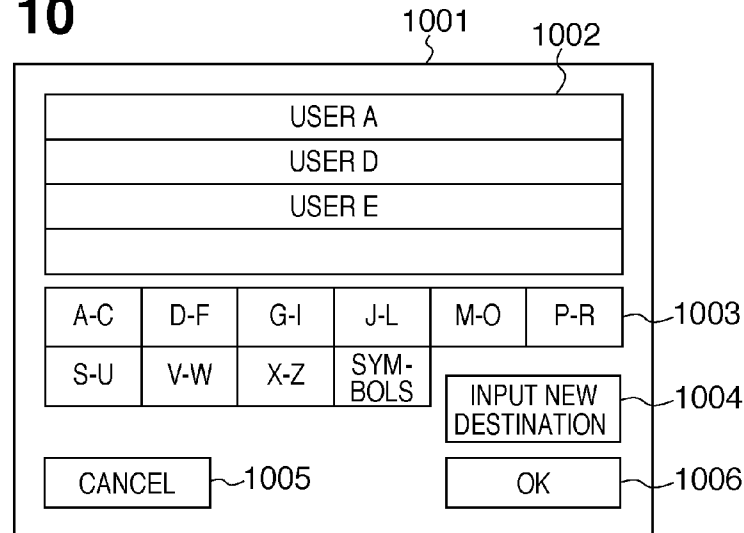 10
1001
1002
USER A
USER D
USER E
A-C D-F G-I J-L M-O P-R 1003
S-U V-W X-Z SYM-
BOLS
INPUT NEW
DESTINATION 1004
CANCEL 1005 OK 1006